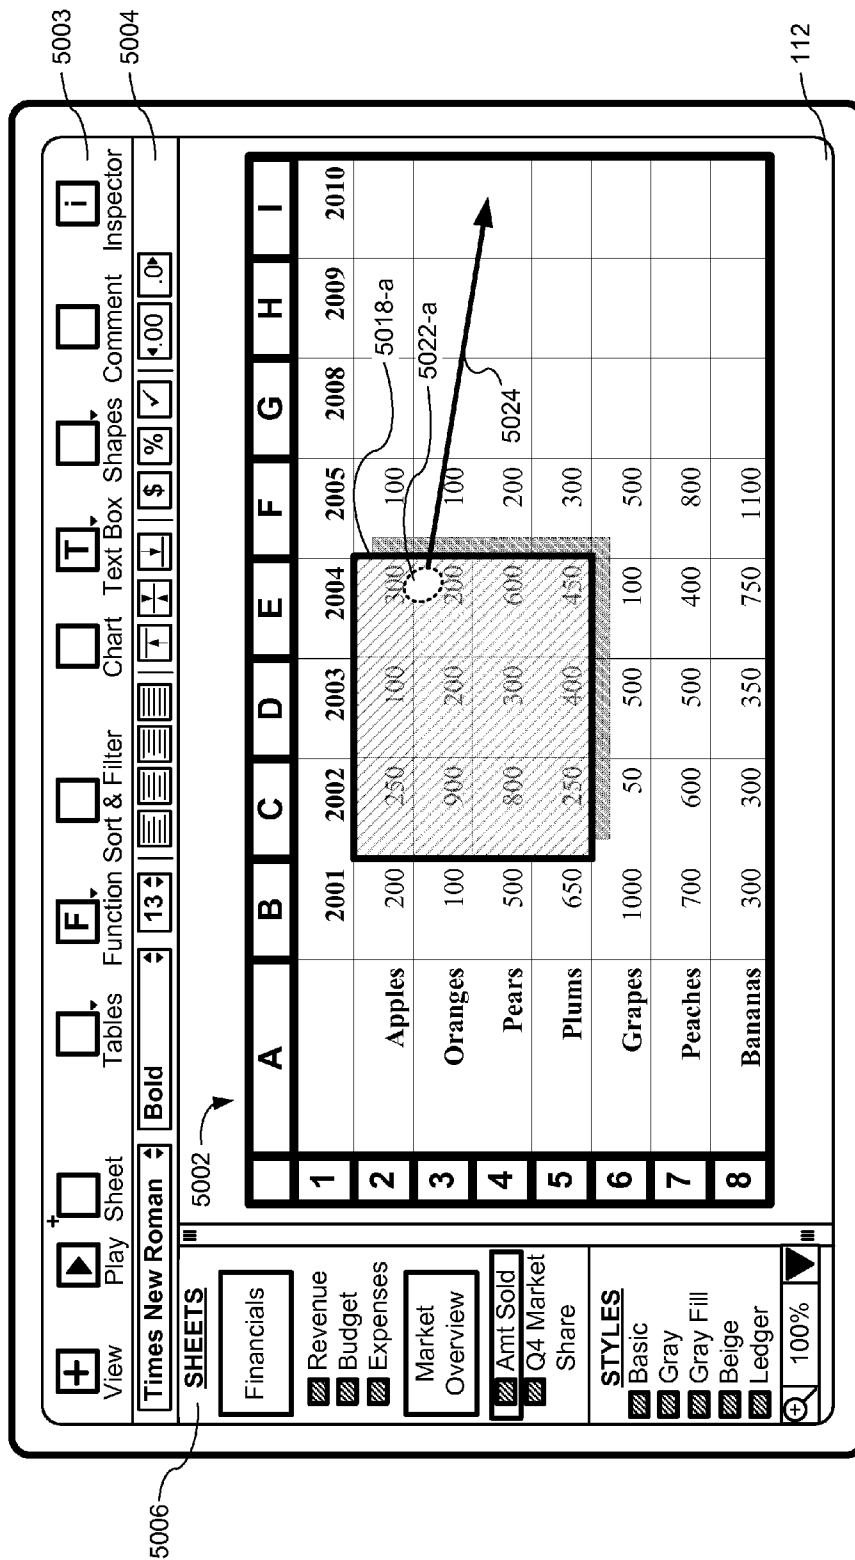 5003
5004
View Play Sheet Tables Function Sort & Filter Chart Text Box Shapes Comment Inspector
+ + F T i
Times New Roman Bold 13 $ % ✓ .00 .0
5006
SHEETS
Financials
Revenue
Budget
Expenses
Market
Overview
Amt Sold
Q4 Market
Share
STYLES
Basic
Gray
Gray Fill
Beige
Ledger
100%
5002
A B C D E F G H I
1 2001 2002 2003 2004 2005 2008 2009 2010
2 Apples 200 250 100 300 100
3 Oranges 100 900 200 200 100
4 Pears 500 800 300 600 200
5 Plums 650 250 400 450 300
6 Grapes 1000 50 500 100 500
7 Peaches 700 600 500 400 800
8 Bananas 300 300 350 750 1100
5018-a
5022-a
5024
112